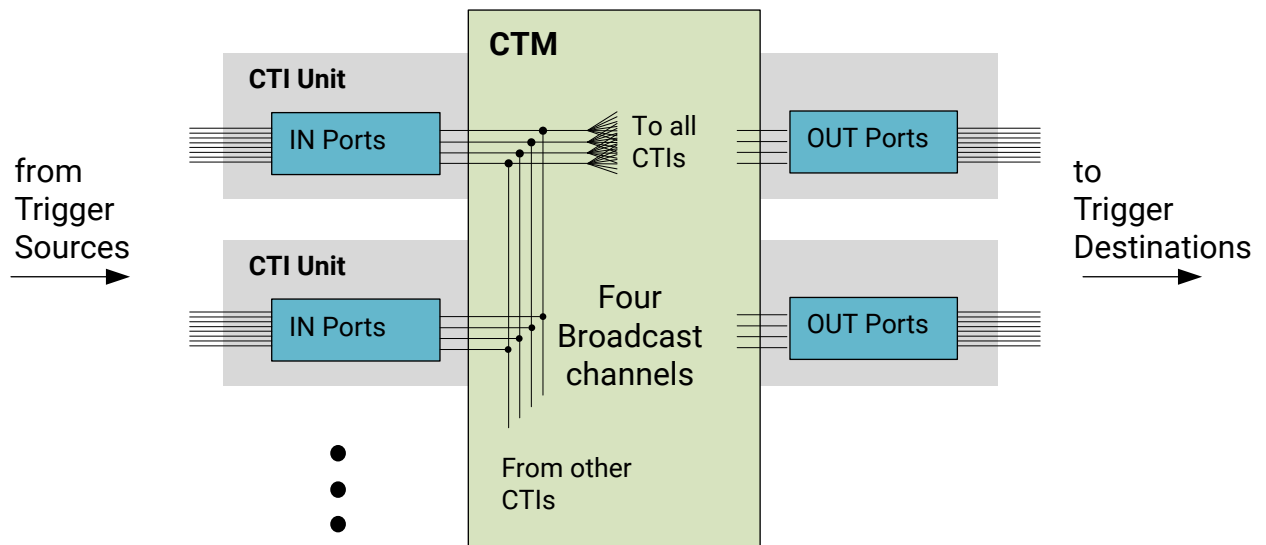 CTM
CTI Unit
IN Ports
To all
CTIs
OUT Ports
from
Trigger
Sources
to
Trigger
Destinations
CTI Unit
IN Ports
Four
Broadcast
channels
OUT Ports
From other
CTIs